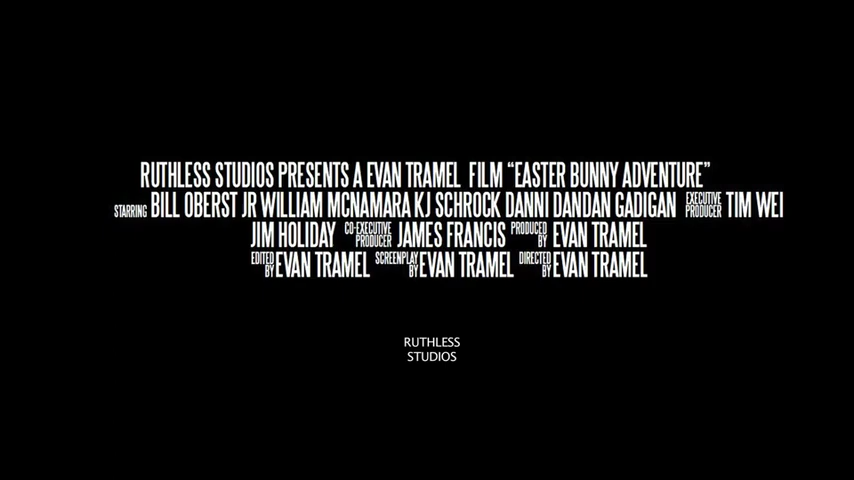 RUTHLESS STUDIOS PRESENTS A EVAN TRAMEL FILM “EASTER BUNNY ADVENTURE”
STARRING BILL OBERST JR WILLIAM MCNAMARA KJ SCHROCK DANNI DANDAN GADIGAN EXECUTIVE PRODUCER TIM WEI
JIM HOLIDAY CO-EXECUTIVE PRODUCER JAMES FRANCIS PRODUCED BY EVAN TRAMEL
EDITED BY EVAN TRAMEL SCREENPLAY BY EVAN TRAMEL DIRECTED BY EVAN TRAMEL
RUTHLESS
STUDIOS